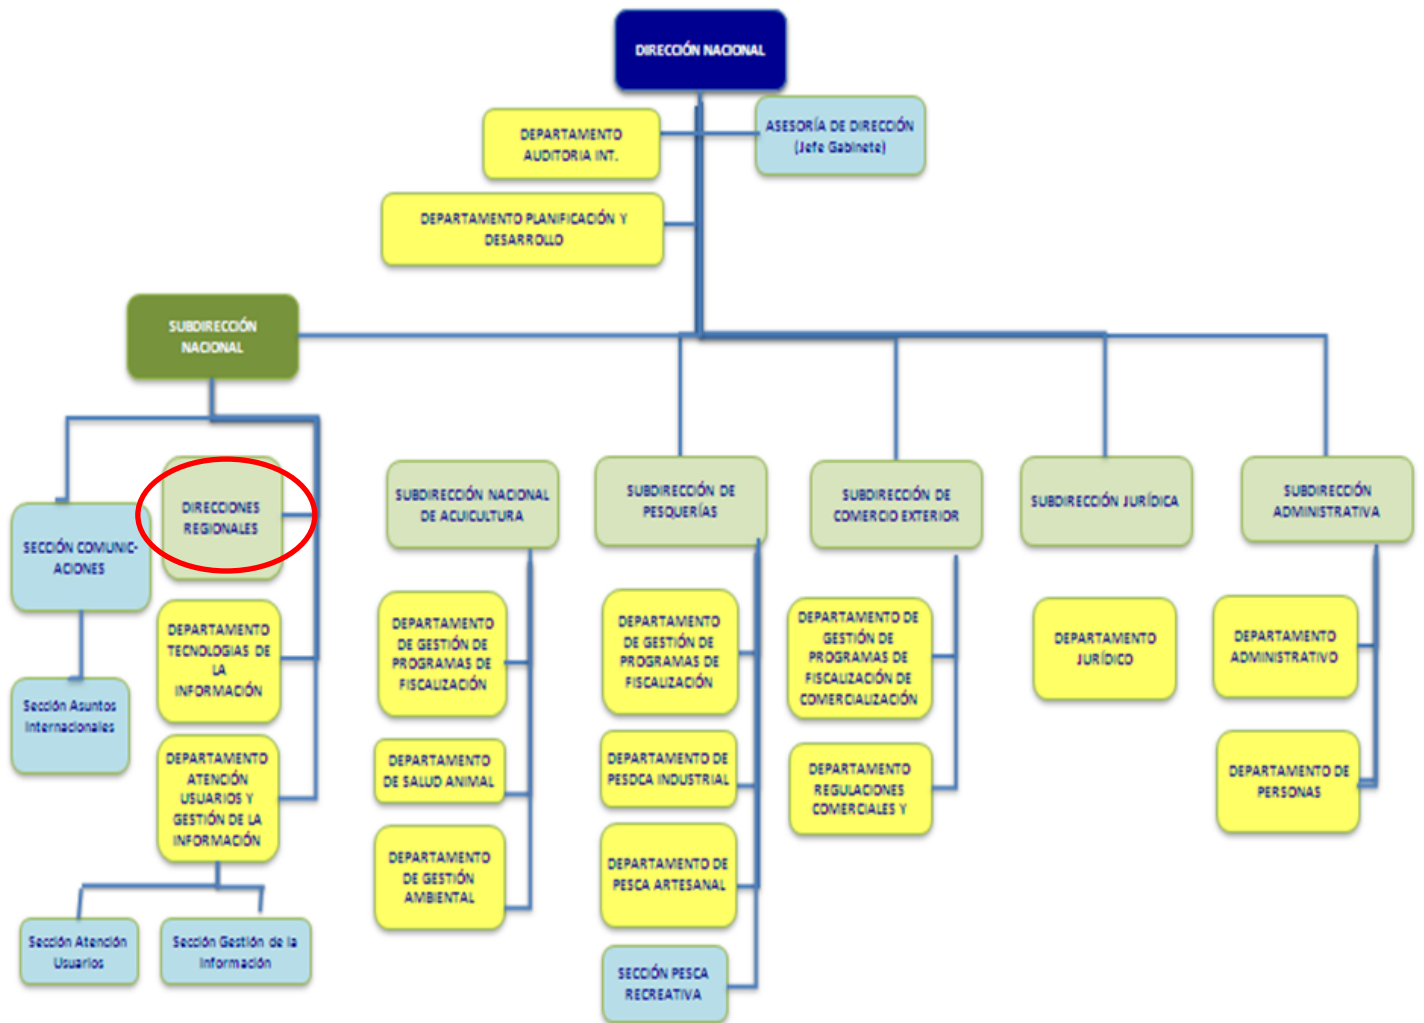 DIRECCIÓN NACIONAL
ASESORÍA DE DIRECCIÓN
(Jefe Gabinete)
DEPARTAMENTO
AUDITORIA INT.
DEPARTAMENTO PLANIFICACIÓN Y
DESARROLLO
SUBDIRECCIÓN
NACIONAL
SECCIÓN COMUNIC-
ACIONES
Sección Asuntos
Internacionales
DIRECCIONES
REGIONALES
DEPARTAMENTO
TECNOLOGIAS DE
LA
INFORMACIÓN
DEPARTAMENTO
ATENCIÓN
USUARIOS Y
GESTIÓN DE LA
INFORMACIÓN
Sección Atención
Usuarios
Sección Gestión de la
Información
SUBDIRECCIÓN NACIONAL
DE ACUICULTURA
DEPARTAMENTO
DE GESTIÓN DE
PROGRAMAS DE
FISCALIZACIÓN
DEPARTAMENTO
DE SALUD ANIMAL
DEPARTAMENTO
DE GESTIÓN
AMBIENTAL
SUBDIRECCIÓN DE
PESQUERÍAS
DEPARTAMENTO
DE GESTIÓN DE
PROGRAMAS DE
FISCALIZACIÓN
DEPARTAMENTO DE
PESDCA INDUSTRIAL
DEPARTAMENTO DE
PESCA ARTESANAL
SECCIÓN PESCA
RECREATIVA
SUBDIRECCIÓN DE
COMERCIO EXTERIOR
DEPARTAMENTO DE
GESTIÓN DE
PROGRAMAS DE
FISCALIZACIÓN DE
COMERCIALIZACIÓN
DEPARTAMENTO
REGULACIONES
COMERCIALES Y
SUBDIRECCIÓN JURÍDICA
DEPARTAMENTO
JURÍDICO
SUBDIRECCIÓN
ADMINISTRATIVA
DEPARTAMENTO
ADMINISTRATIVO
DEPARTAMENTO DE
PERSONAS